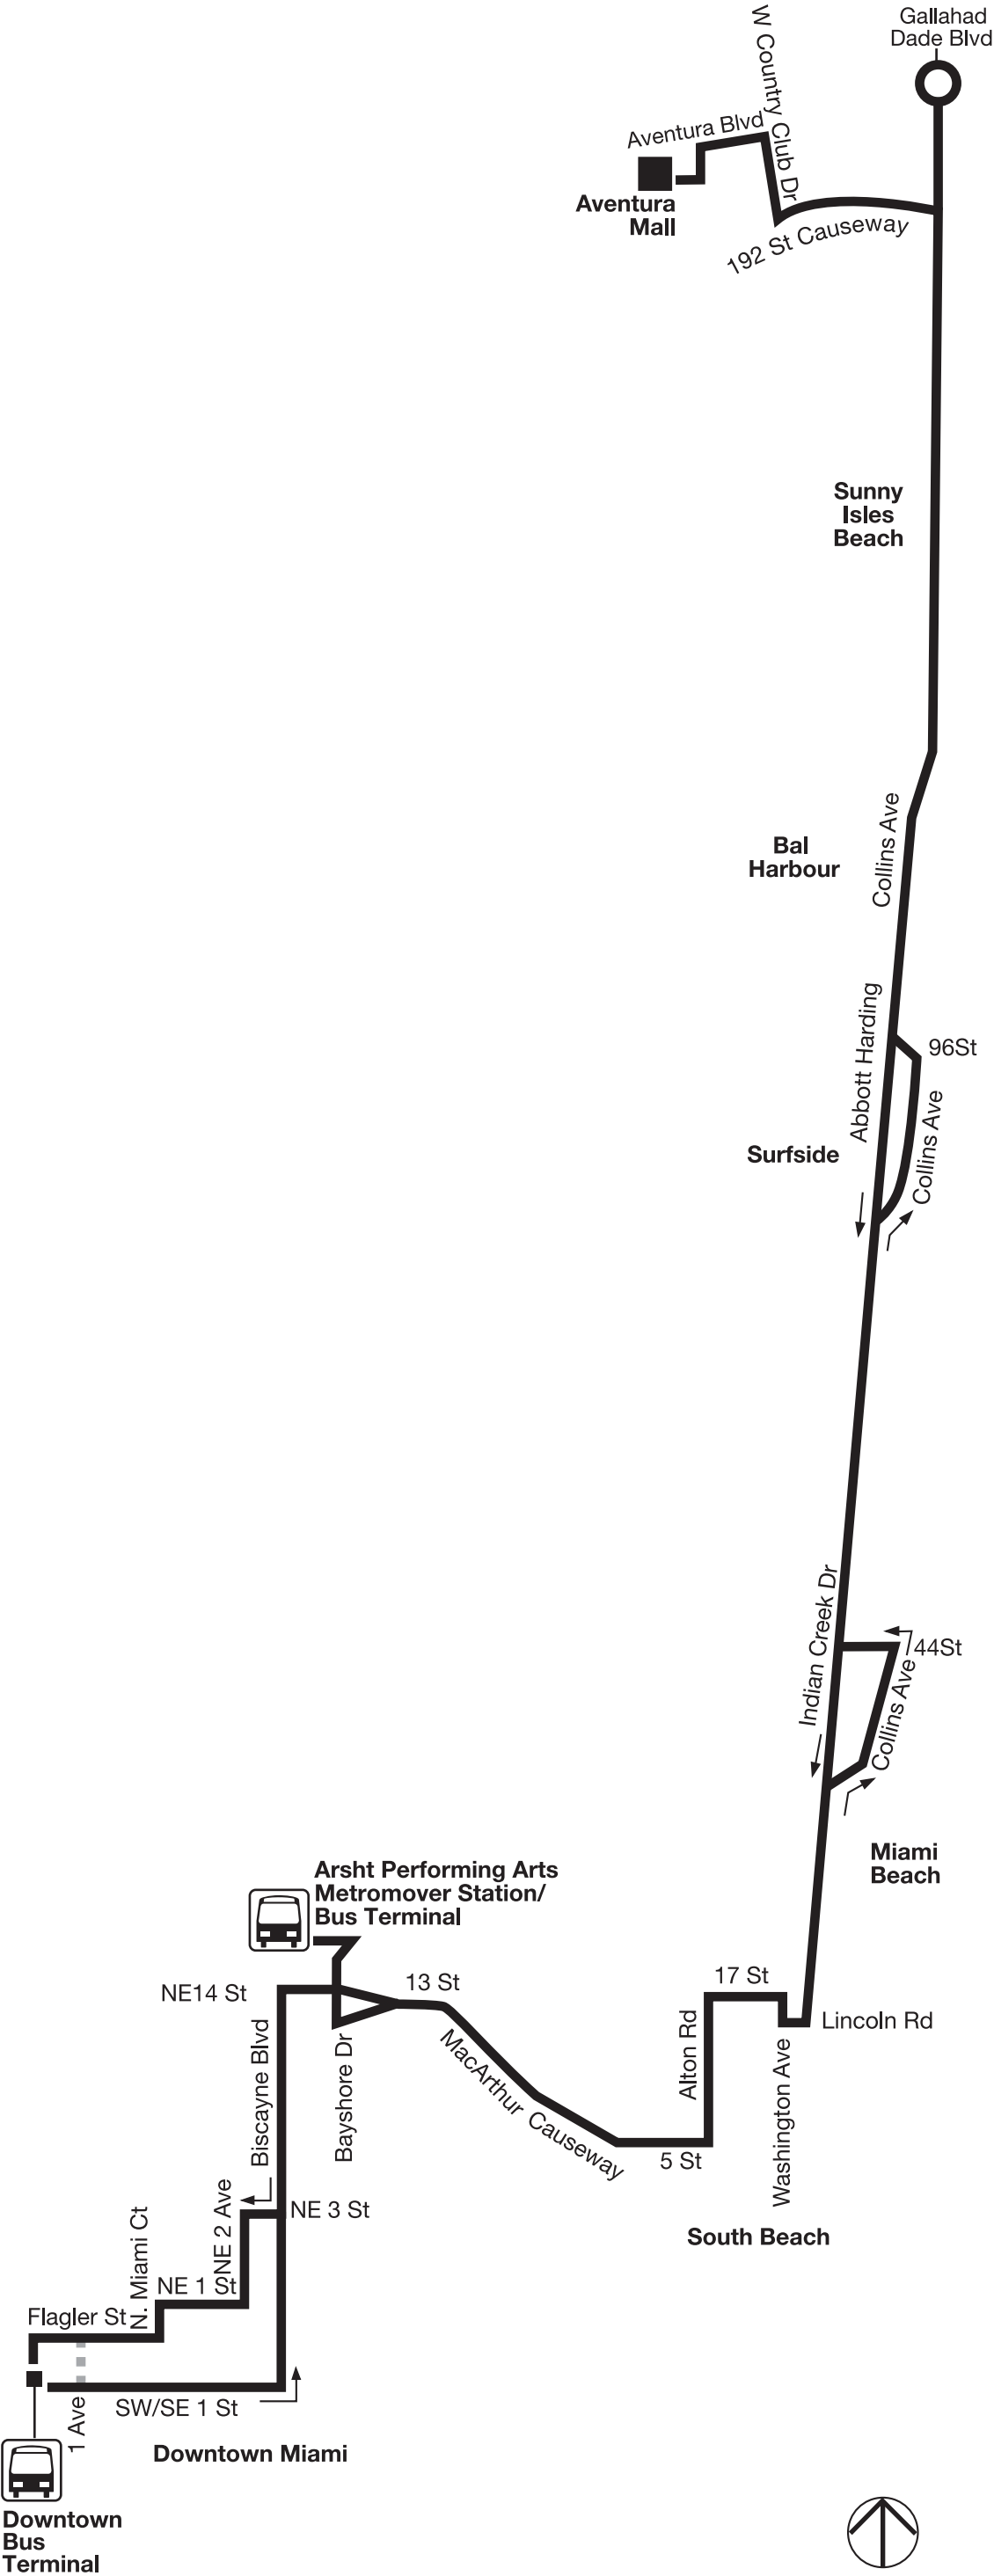 Gallahad
Dade Blvd
W Country Club Dr
Aventura Blvd
Aventura
Mall
192 St Causeway
Sunny
Isles
Beach
Collins Ave
Bal
Harbour
Abbott Harding
96St
Collins Ave
Surfside
Indian Creek Dr
44St
Collins Ave
Miami
Beach
Arsht Performing Arts
Metromover Station/
Bus Terminal
NE14 St
13 St
17 St
Lincoln Rd
Biscayne Blvd
Bayshore Dr
MacArthur Causeway
Alton Rd
Washington Ave
5 St
NE 2 Ave
NE 3 St
South Beach
N. Miami Ct
NE 1 St
Flagler St
1 Ave
SW/SE 1 St
Downtown Miami
Downtown
Bus
Terminal